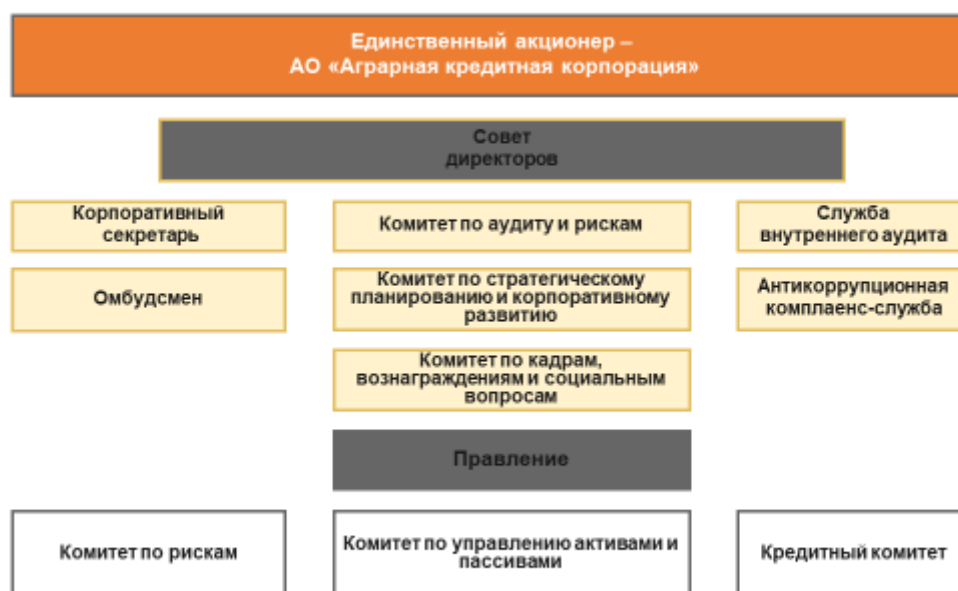 Единственный акционер –
АО «Аграрная кредитная корпорация»
Совет
директоров
Корпоративный
секретарь
Комитет по аудиту и рискам
Служба
внутреннего аудита
Омбудсмен
Комитет по стратегическому
планированию и корпоративному
развитию
Антикоррупционная
комплаенс-служба
Комитет по кадрам,
вознаграждениям и социальным
вопросам
Правление
Комитет по рискам
Комитет по управлению активами и
пассивами
Кредитный комитет